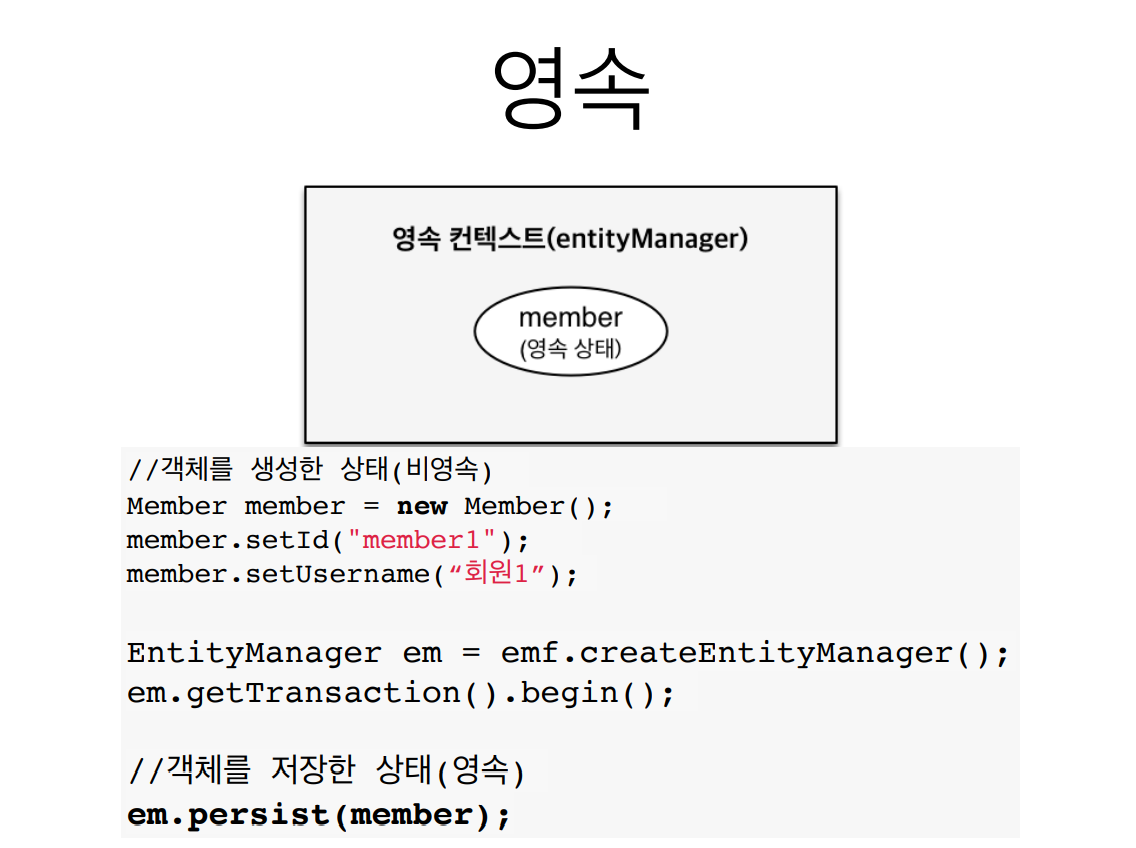 영속
영속 컨텍스트(entityManager)
member
(영속 상태)
//객체를 생성한 상태(비영속)
Member member = new Member();
member.setId("member1");
member.setUsername(“회원1”);
EntityManager em = emf.createEntityManager();
em.getTransaction().begin();
//객체를 저장한 상태(영속)
em.persist(member);